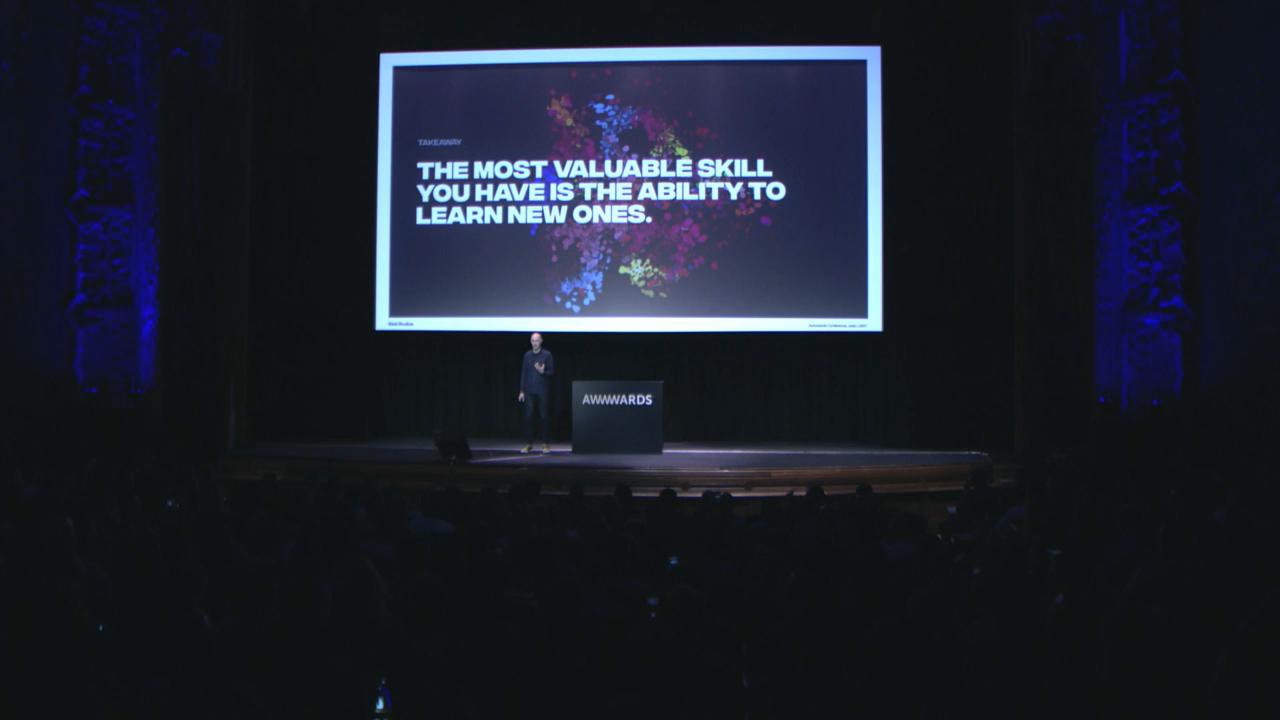 TAKEAWAY
THE MOST VALUABLE SKILL
YOU HAVE IS THE ABILITY TO
LEARN NEW ONES.
AWWWARDS